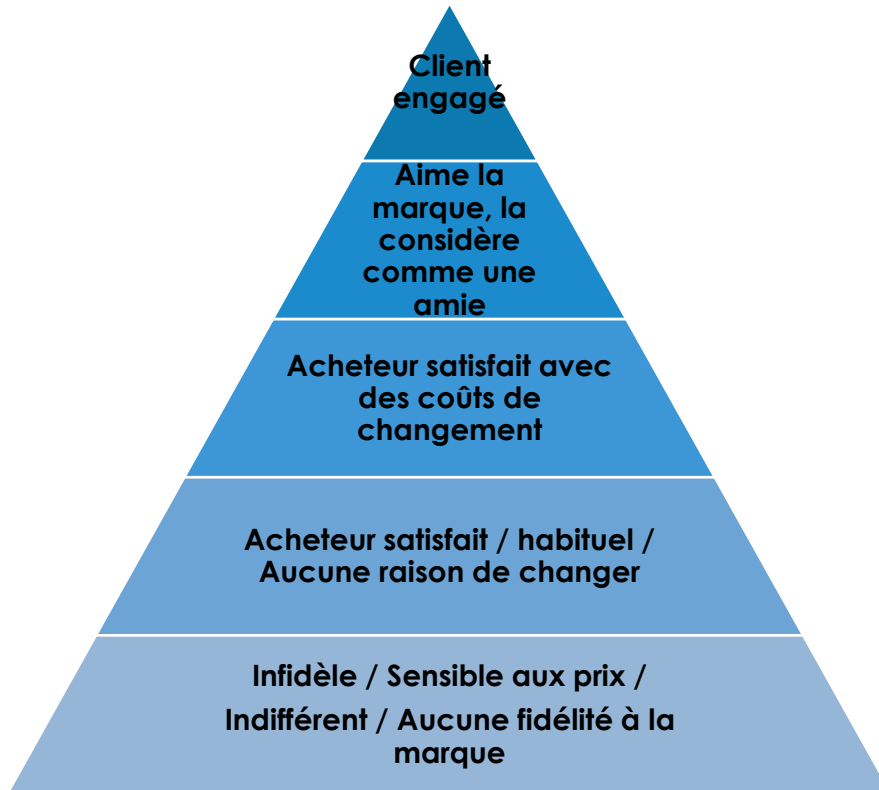 Client
engagé
Aime la
marque, la
considère
comme une
amie
Acheteur satisfait avec
des coûts de
changement
Acheteur satisfait / habituel /
Aucune raison de changer
Infidèle / Sensible aux prix /
Indifférent / Aucune fidélité à la
marque